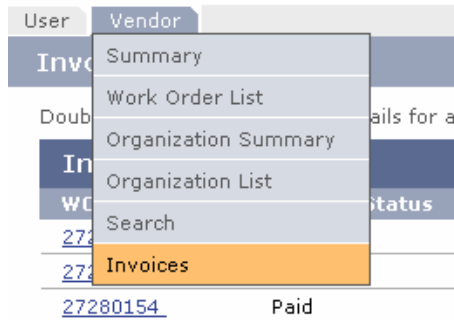 User Vendor
Summary
Work Order List
Organization Summary
Organization List
Search
Invoices
27280154 Paid